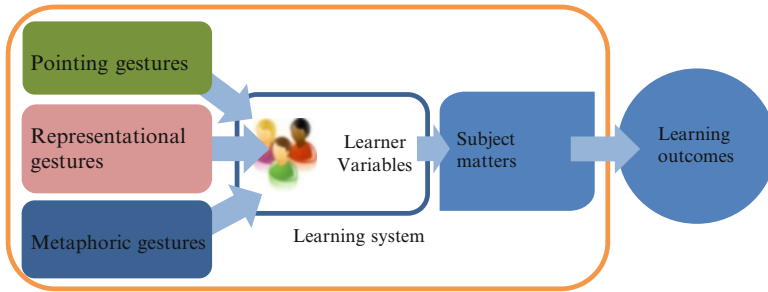 Pointing gestures
Representational
gestures
Metaphoric gestures
Learner
Variables
Learning system
Subject
matters
Learning
outcomes